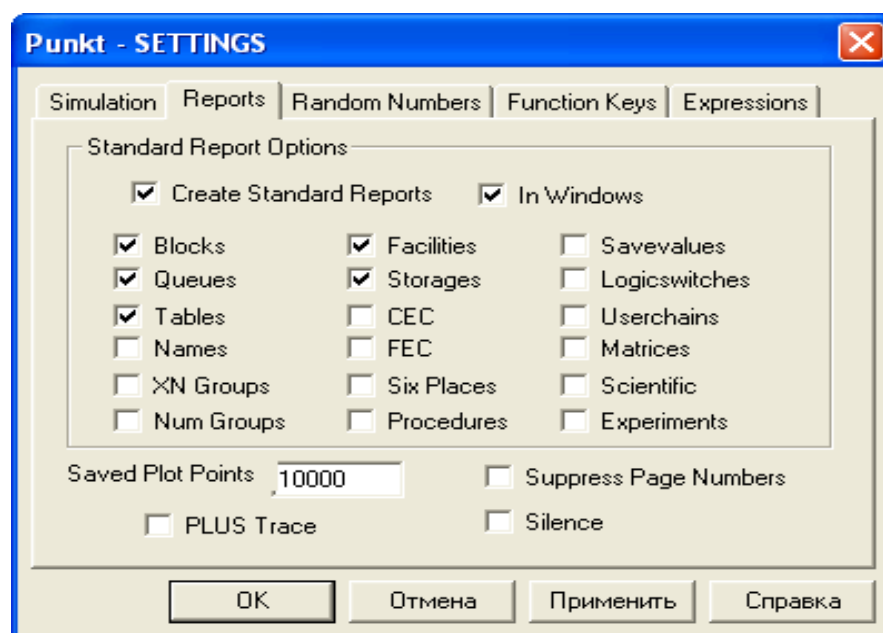 Punkt - SETTINGS
Simulation Reports Random Numbers Function Keys Expressions
Standard Report Options
Create Standard Reports In Windows
Blocks Facilities Savevalues
Queues Storages Logicswitches
Tables CEC Userchains
Names FEC Matrices
XN Groups Six Places Scientific
Num Groups Procedures Experiments
Saved Plot Points 10000 Suppress Page Numbers
PLUS Trace Silence
OK Отмена Применить Справка